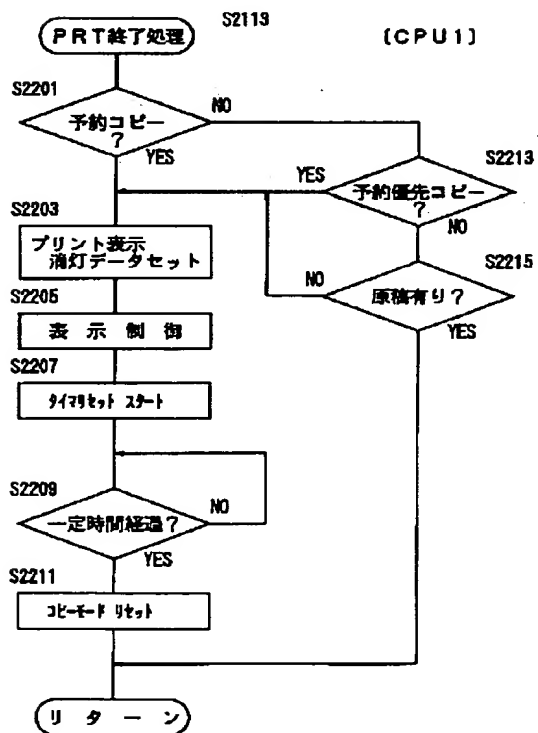 S2113
PRT終了処理
[CPU1]
S2201
予約コピー
?
NO
YES
S2213
予約優先コピー
?
YES
NO
S2203
プリント表示
消灯データセット
S2215
原稿有り?
NO
YES
S2205
表示制御
S2207
タイマリセット スタート
S2209
一定時間経過?
NO
YES
S2211
コピーモード リセット
リターン